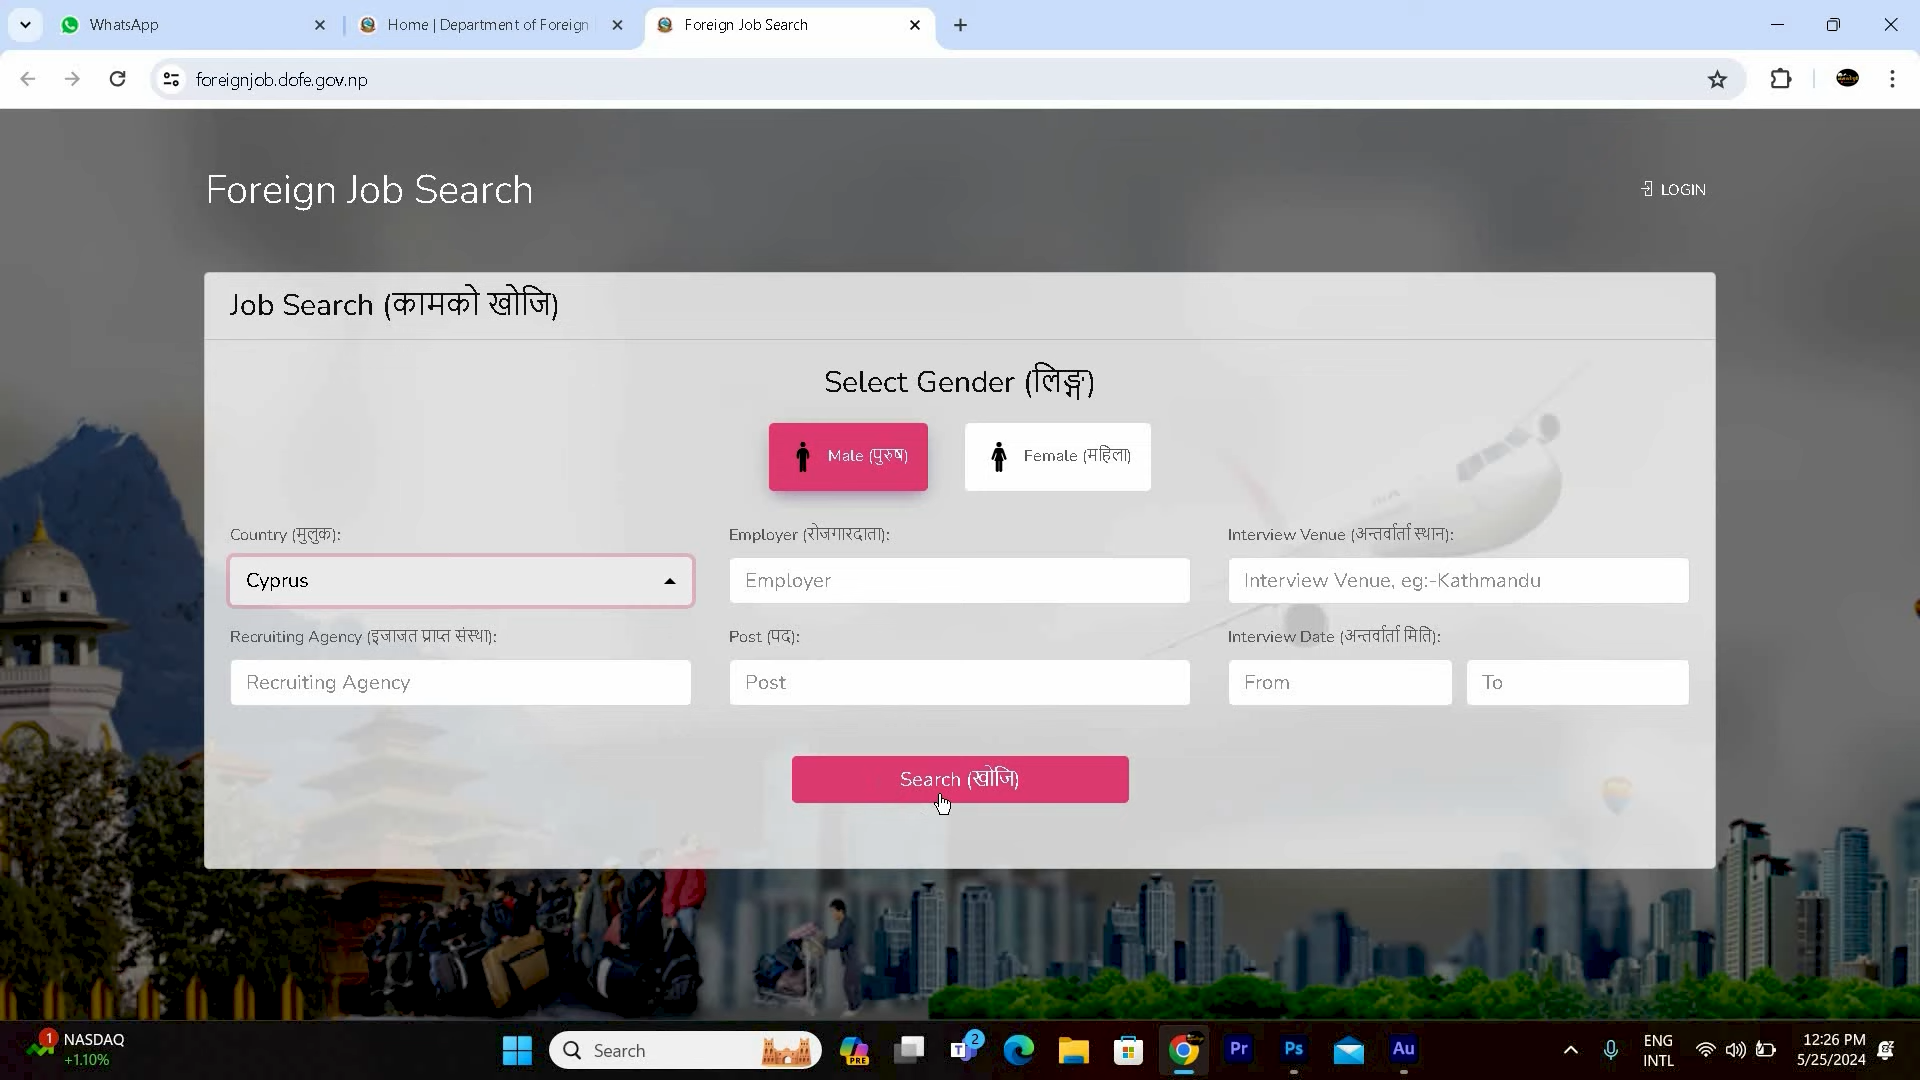 WhatsApp
Home | Department of Foreign
Foreign Job Search
foreignjob.dofe.gov.np
Foreign Job Search
LOGIN
Job Search (कामको खोजि)
Select Gender (लिङ्ग)
Male (पुरुष)
Female (महिला)
Country (मुलुक):
Employer (रोजगारदाता):
Interview Venue (अन्तर्वार्ता स्थान):
Cyprus
Employer
Interview Venue, eg:-Kathmandu
Recruiting Agency (इजाजत प्राप्त संस्था):
Post (पद):
Interview Date (अन्तर्वार्ता मिति):
Recruiting Agency
Post
From
To
Search (खोजि)
1
NASDAQ
+1.10%
Search
PRE
T
2
Pr
Ps
Au
ENG
INTL
12:26 PM
5/25/2024